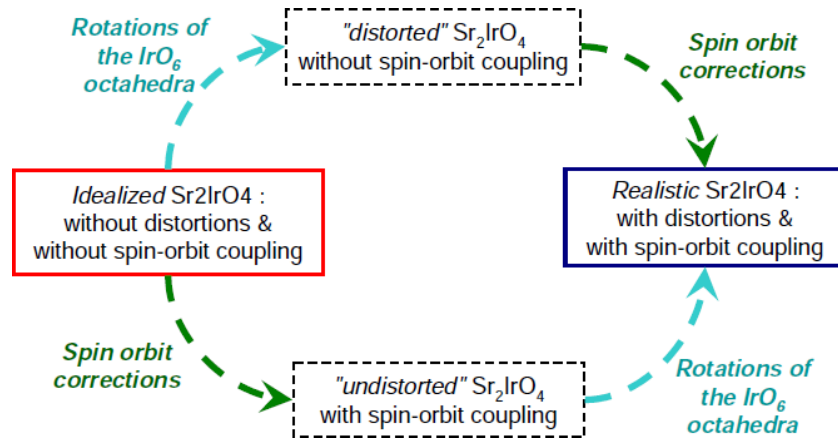 Rotations of
the IrO₆
octahedra
"distorted" Sr₂IrO₄
without spin-orbit coupling
Spin orbit
corrections
Idealized Sr2IrO4 :
without distortions &
without spin-orbit coupling
Realistic Sr2IrO4 :
with distortions &
with spin-orbit coupling
Spin orbit
corrections
"undistorted" Sr₂IrO₄
with spin-orbit coupling
Rotations of
the IrO₆
octahedra